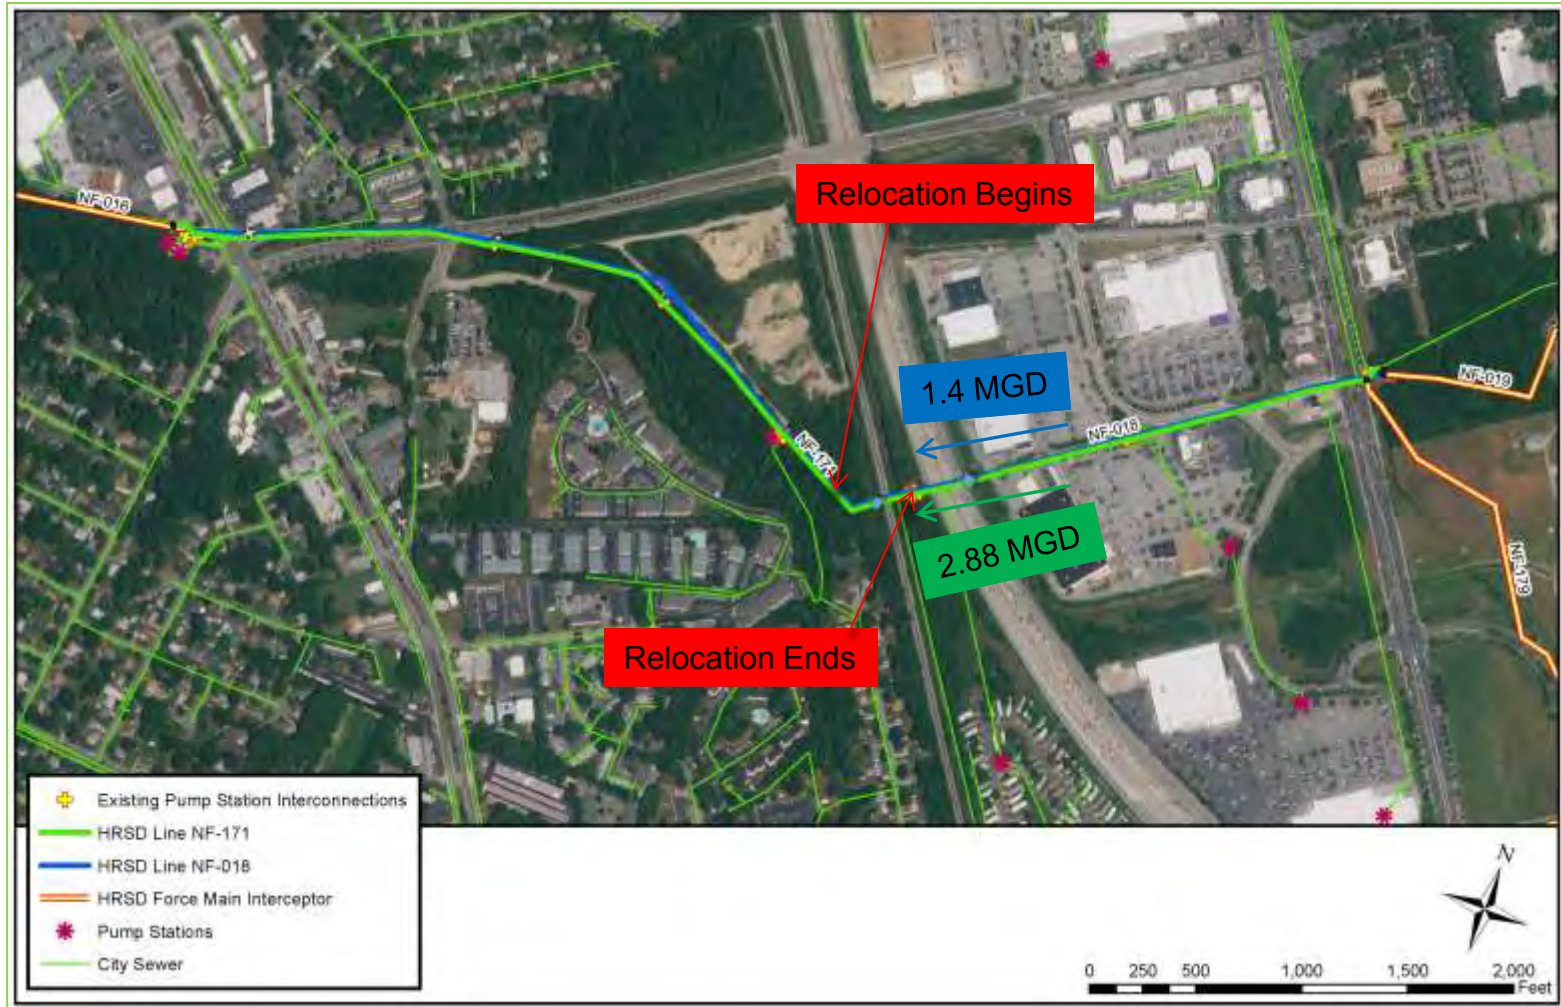 NF-016
Relocation Begins
1.4 MGD
NF-019
NF-018
NF-171
2.88 MGD
NF-179
Relocation Ends
Existing Pump Station Interconnections
HRSD Line NF-171
HRSD Line NF-018
HRSD Force Main Interceptor
Pump Stations
City Sewer
N
0 250 500 1,000 1,500 2,000
Feet